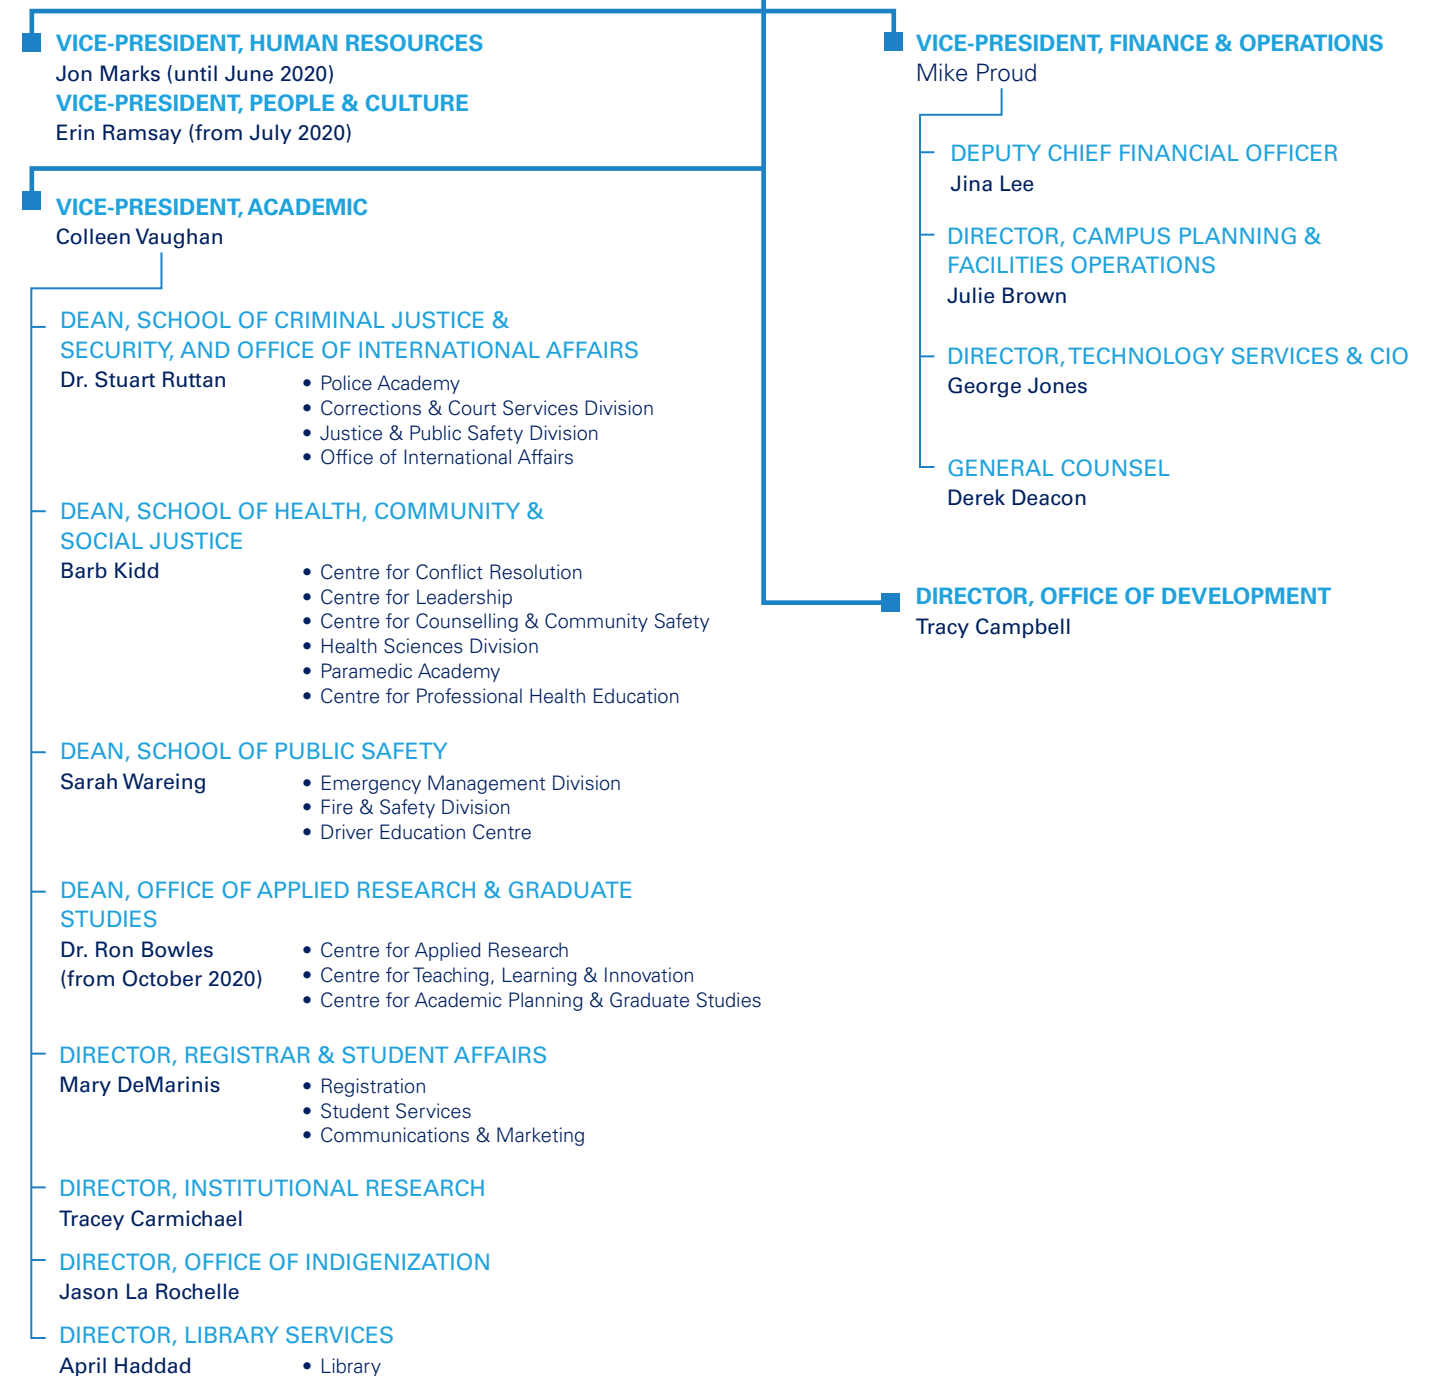 VICE-PRESIDENT, HUMAN RESOURCES
Jon Marks (until June 2020)
VICE-PRESIDENT, PEOPLE & CULTURE
Erin Ramsay (from July 2020)
VICE-PRESIDENT, ACADEMIC
Colleen Vaughan
DEAN, SCHOOL OF CRIMINAL JUSTICE &
SECURITY, AND OFFICE OF INTERNATIONAL AFFAIRS
Dr. Stuart Ruttan
• Police Academy
• Corrections & Court Services Division
• Justice & Public Safety Division
• Office of International Affairs
DEAN, SCHOOL OF HEALTH, COMMUNITY &
SOCIAL JUSTICE
Barb Kidd
• Centre for Conflict Resolution
• Centre for Leadership
• Centre for Counselling & Community Safety
• Health Sciences Division
• Paramedic Academy
• Centre for Professional Health Education
DEAN, SCHOOL OF PUBLIC SAFETY
Sarah Wareing
• Emergency Management Division
• Fire & Safety Division
• Driver Education Centre
DEAN, OFFICE OF APPLIED RESEARCH & GRADUATE
STUDIES
Dr. Ron Bowles
(from October 2020)
• Centre for Applied Research
• Centre for Teaching, Learning & Innovation
• Centre for Academic Planning & Graduate Studies
DIRECTOR, REGISTRAR & STUDENT AFFAIRS
Mary DeMarinis
• Registration
• Student Services
• Communications & Marketing
DIRECTOR, INSTITUTIONAL RESEARCH
Tracey Carmichael
DIRECTOR, OFFICE OF INDIGENIZATION
Jason La Rochelle
DIRECTOR, LIBRARY SERVICES
April Haddad
• Library
VICE-PRESIDENT, FINANCE & OPERATIONS
Mike Proud
DEPUTY CHIEF FINANCIAL OFFICER
Jina Lee
DIRECTOR, CAMPUS PLANNING &
FACILITIES OPERATIONS
Julie Brown
DIRECTOR, TECHNOLOGY SERVICES & CIO
George Jones
GENERAL COUNSEL
Derek Deacon
DIRECTOR, OFFICE OF DEVELOPMENT
Tracy Campbell